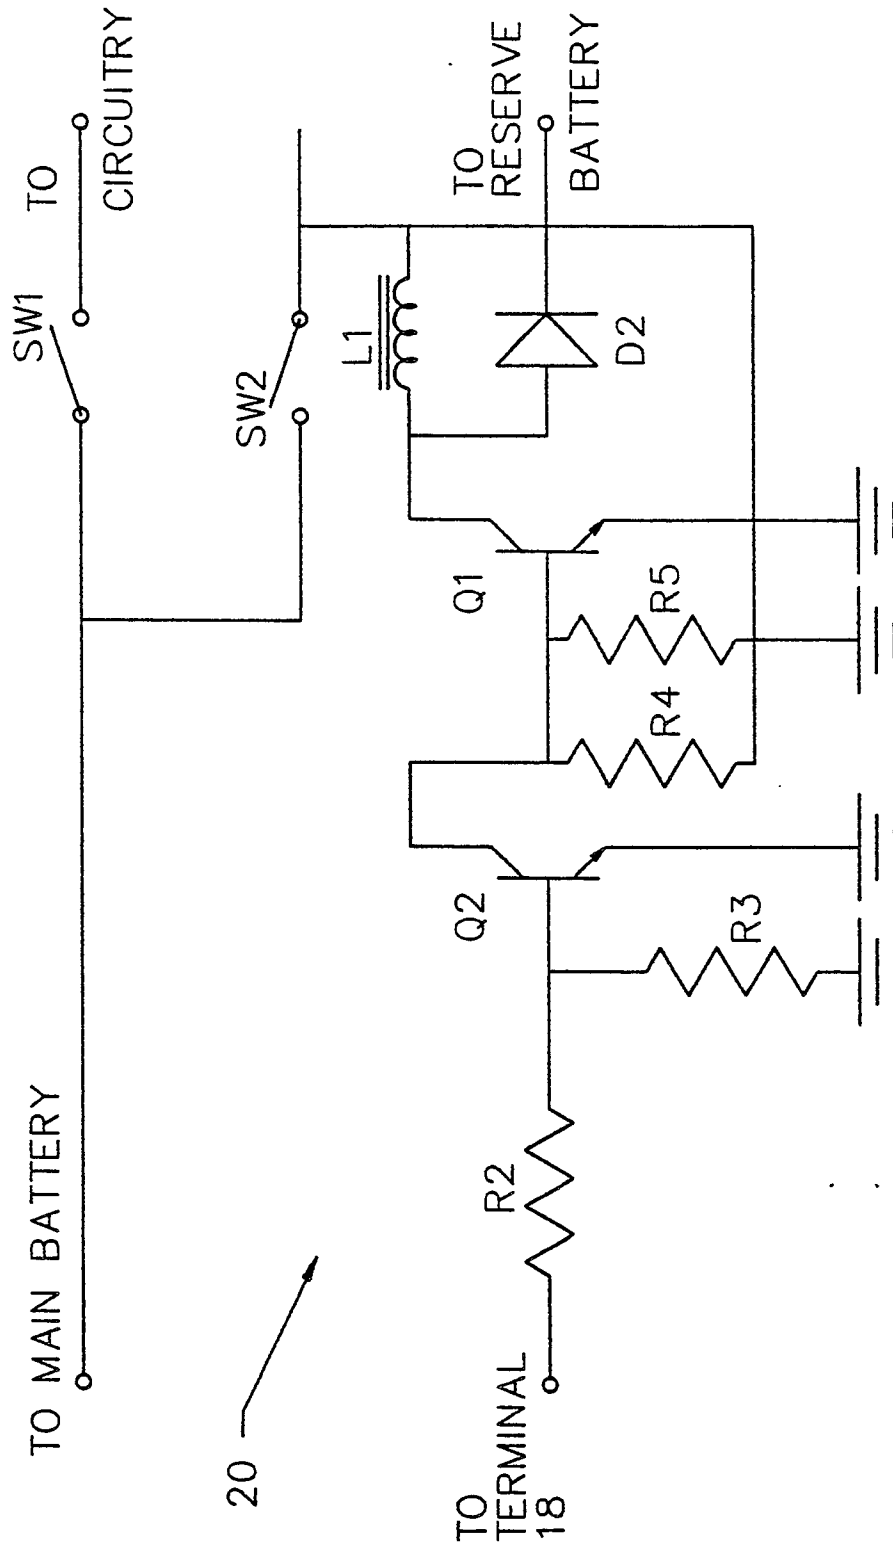 TO MAIN BATTERY
SW1
TO
CIRCUITRY
SW2
L1
TO
RESERVE
BATTERY
D2
Q1
R5
R4
Q2
R3
R2
TO
TERMINAL
18
20